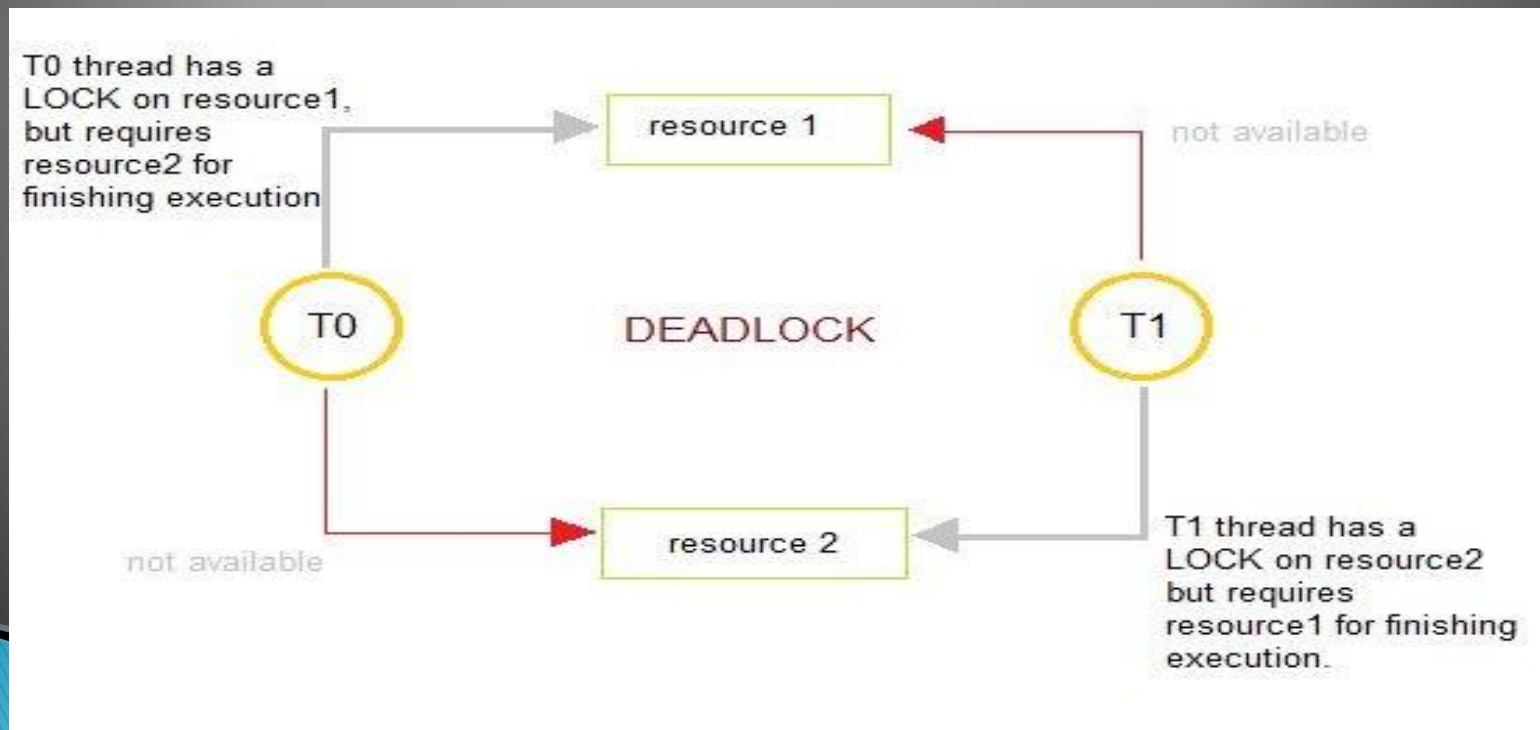 T0 thread has a
LOCK on resource1,
but requires
resource2 for
finishing execution
resource 1
not available
T0
DEADLOCK
T1
not available
resource 2
T1 thread has a
LOCK on resource2
but requires
resource1 for finishing
execution.